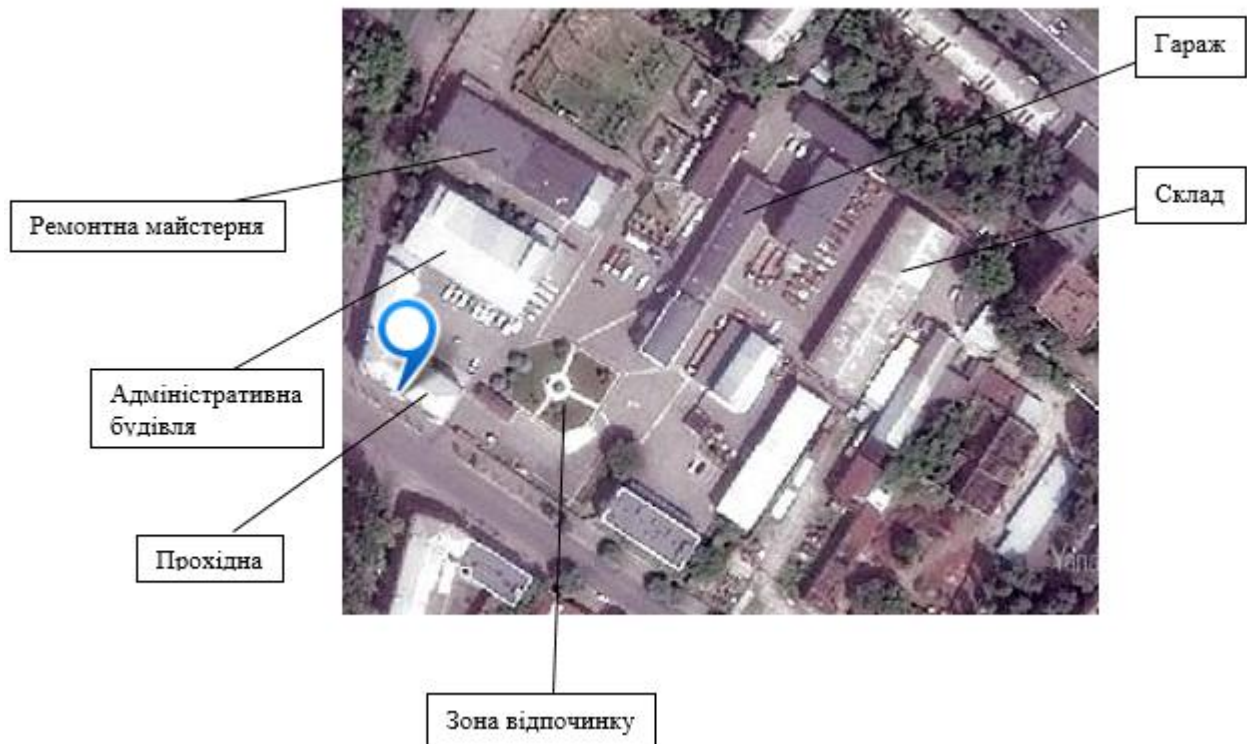 Гараж
Склад
Ремонтна майстерня
Адміністративна
будівля
Прохідна
Зона відпочинку